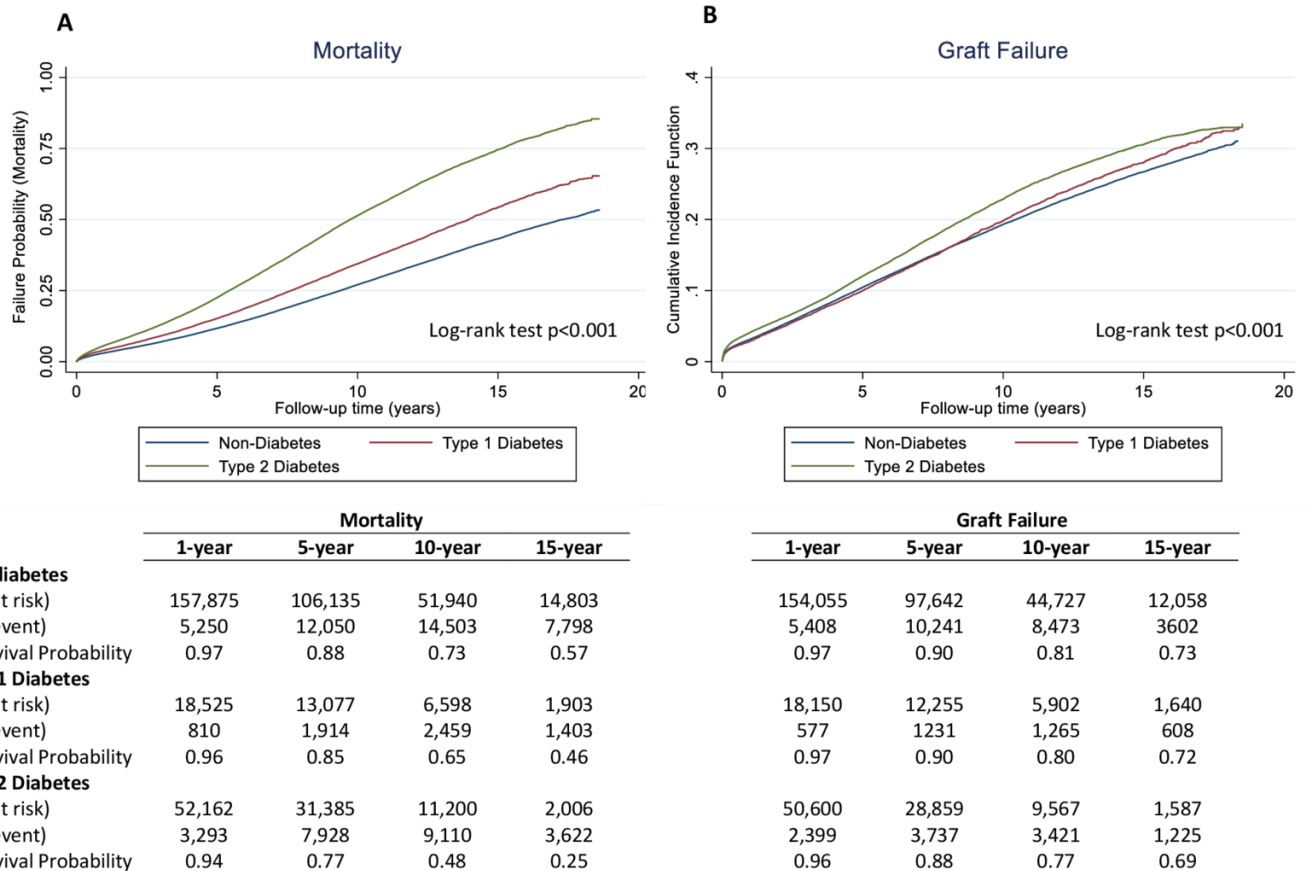 A
Mortality
Failure Probability (Mortality)
1.00
0.75
0.50
0.25
0.00
Log-rank test p<0.001
0 5 10 15 20
Follow-up time (years)
Non-Diabetes Type 1 Diabetes
Type 2 Diabetes
B
Graft Failure
Cumulative Incidence Function
.4
.3
.2
.1
0
Log-rank test p<0.001
0 5 10 15 20
Follow-up time (years)
Non-Diabetes Type 1 Diabetes
Type 2 Diabetes
Mortality Graft Failure
1-year 5-year 10-year 15-year 1-year 5-year 10-year 15-year
diabetes
t risk) 157,875 106,135 51,940 14,803 154,055 97,642 44,727 12,058
event) 5,250 12,050 14,503 7,798 5,408 10,241 8,473 3602
vival Probability 0.97 0.88 0.73 0.57 0.97 0.90 0.81 0.73
1 Diabetes
t risk) 18,525 13,077 6,598 1,903 18,150 12,255 5,902 1,640
event) 810 1,914 2,459 1,403 577 1231 1,265 608
vival Probability 0.96 0.85 0.65 0.46 0.97 0.90 0.80 0.72
2 Diabetes
t risk) 52,162 31,385 11,200 2,006 50,600 28,859 9,567 1,587
event) 3,293 7,928 9,110 3,622 2,399 3,737 3,421 1,225
vival Probability 0.94 0.77 0.48 0.25 0.96 0.88 0.77 0.69